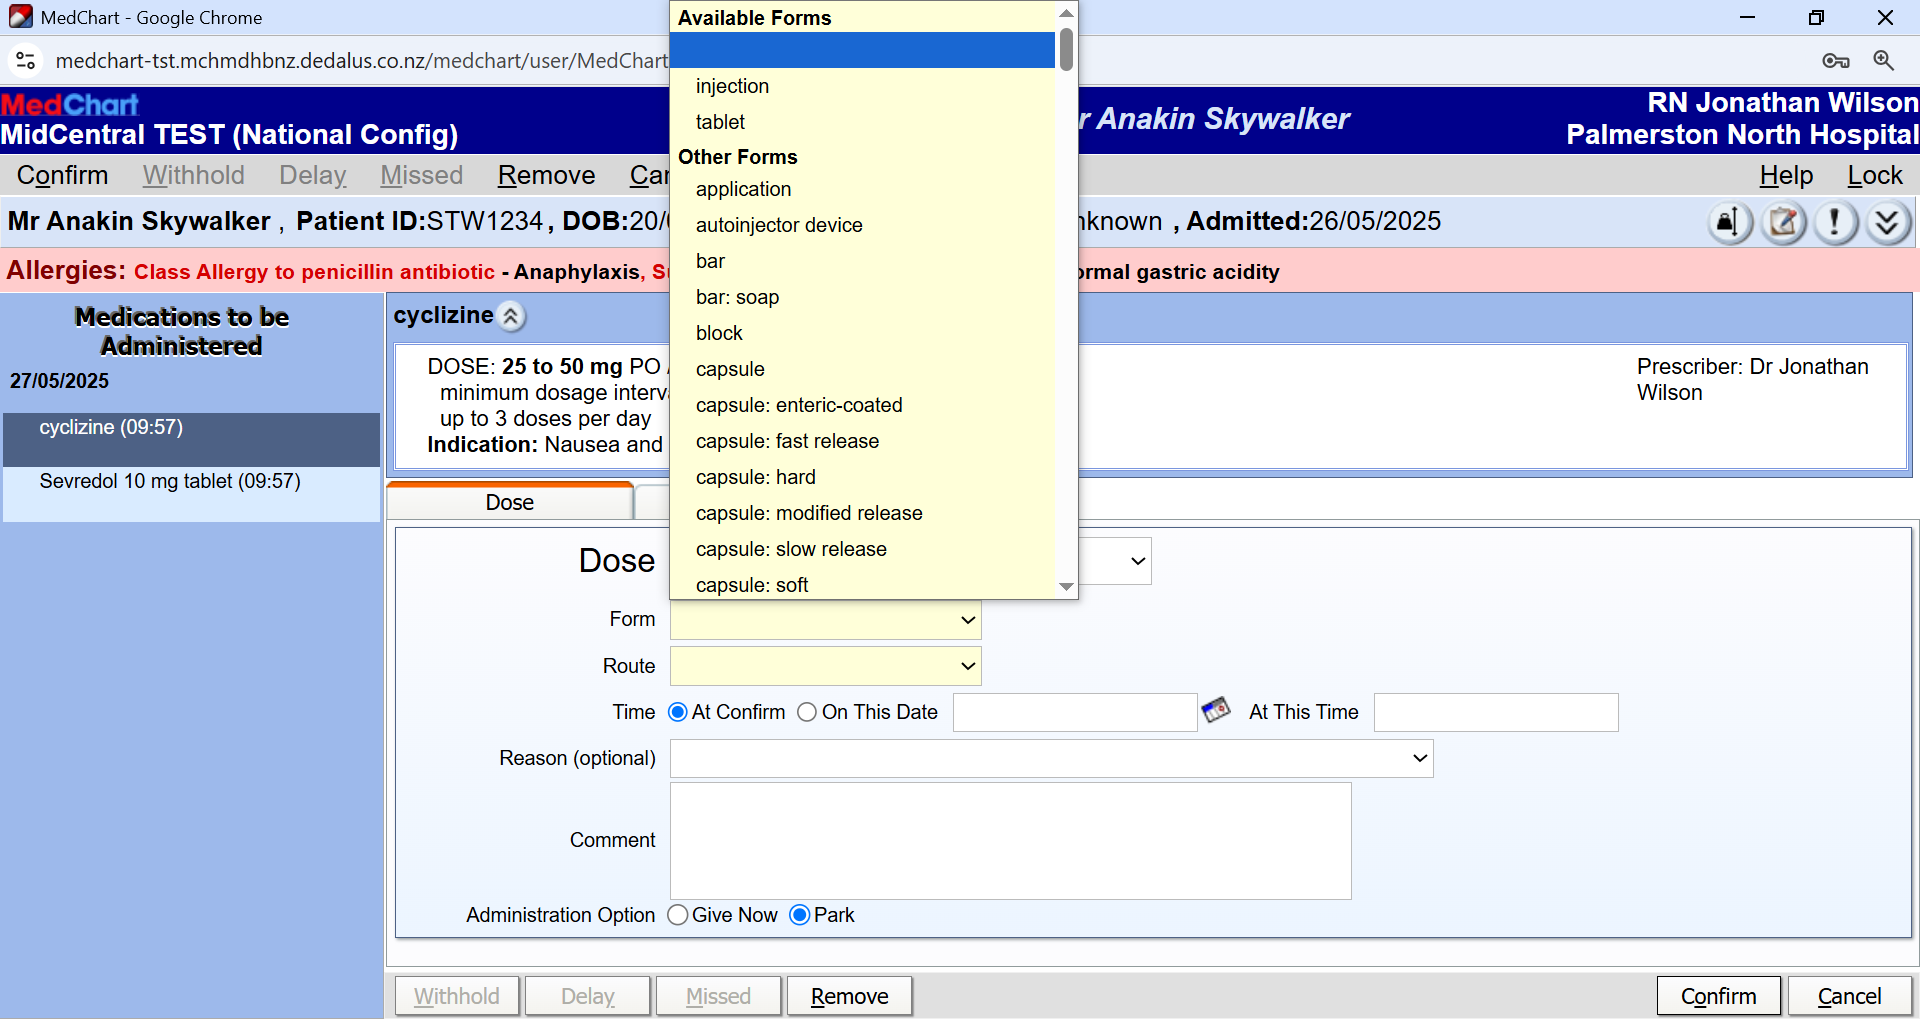 MedChart - Google Chrome
medchart-tst.mchmdhbnz.dedalus.co.nz/medchart/user/MedChart
MedChart
MidCentral TEST (National Config)
r Anakin Skywalker
RN Jonathan Wilson
Palmerston North Hospital
Confirm Withhold Delay Missed Remove Can
Help Lock
Mr Anakin Skywalker , Patient ID:STW1234, DOB:20/
known , Admitted:26/05/2025
Allergies: Class Allergy to penicillin antibiotic - Anaphylaxis, Su
ormal gastric acidity
Medications to be
Administered
27/05/2025
cyclizine (09:57)
Sevredol 10 mg tablet (09:57)
cyclizine
DOSE: 25 to 50 mg PO
minimum dosage interv
up to 3 doses per day
Indication: Nausea and
Prescriber: Dr Jonathan
Wilson
Available Forms
injection
tablet
Other Forms
application
autoinjector device
bar
bar: soap
block
capsule
capsule: enteric-coated
capsule: fast release
capsule: hard
capsule: modified release
capsule: slow release
capsule: soft
Dose
Dose
Form
Route
Time At Confirm On This Date At This Time
Reason (optional)
Comment
Administration Option Give Now Park
Withhold Delay Missed Remove Confirm Cancel